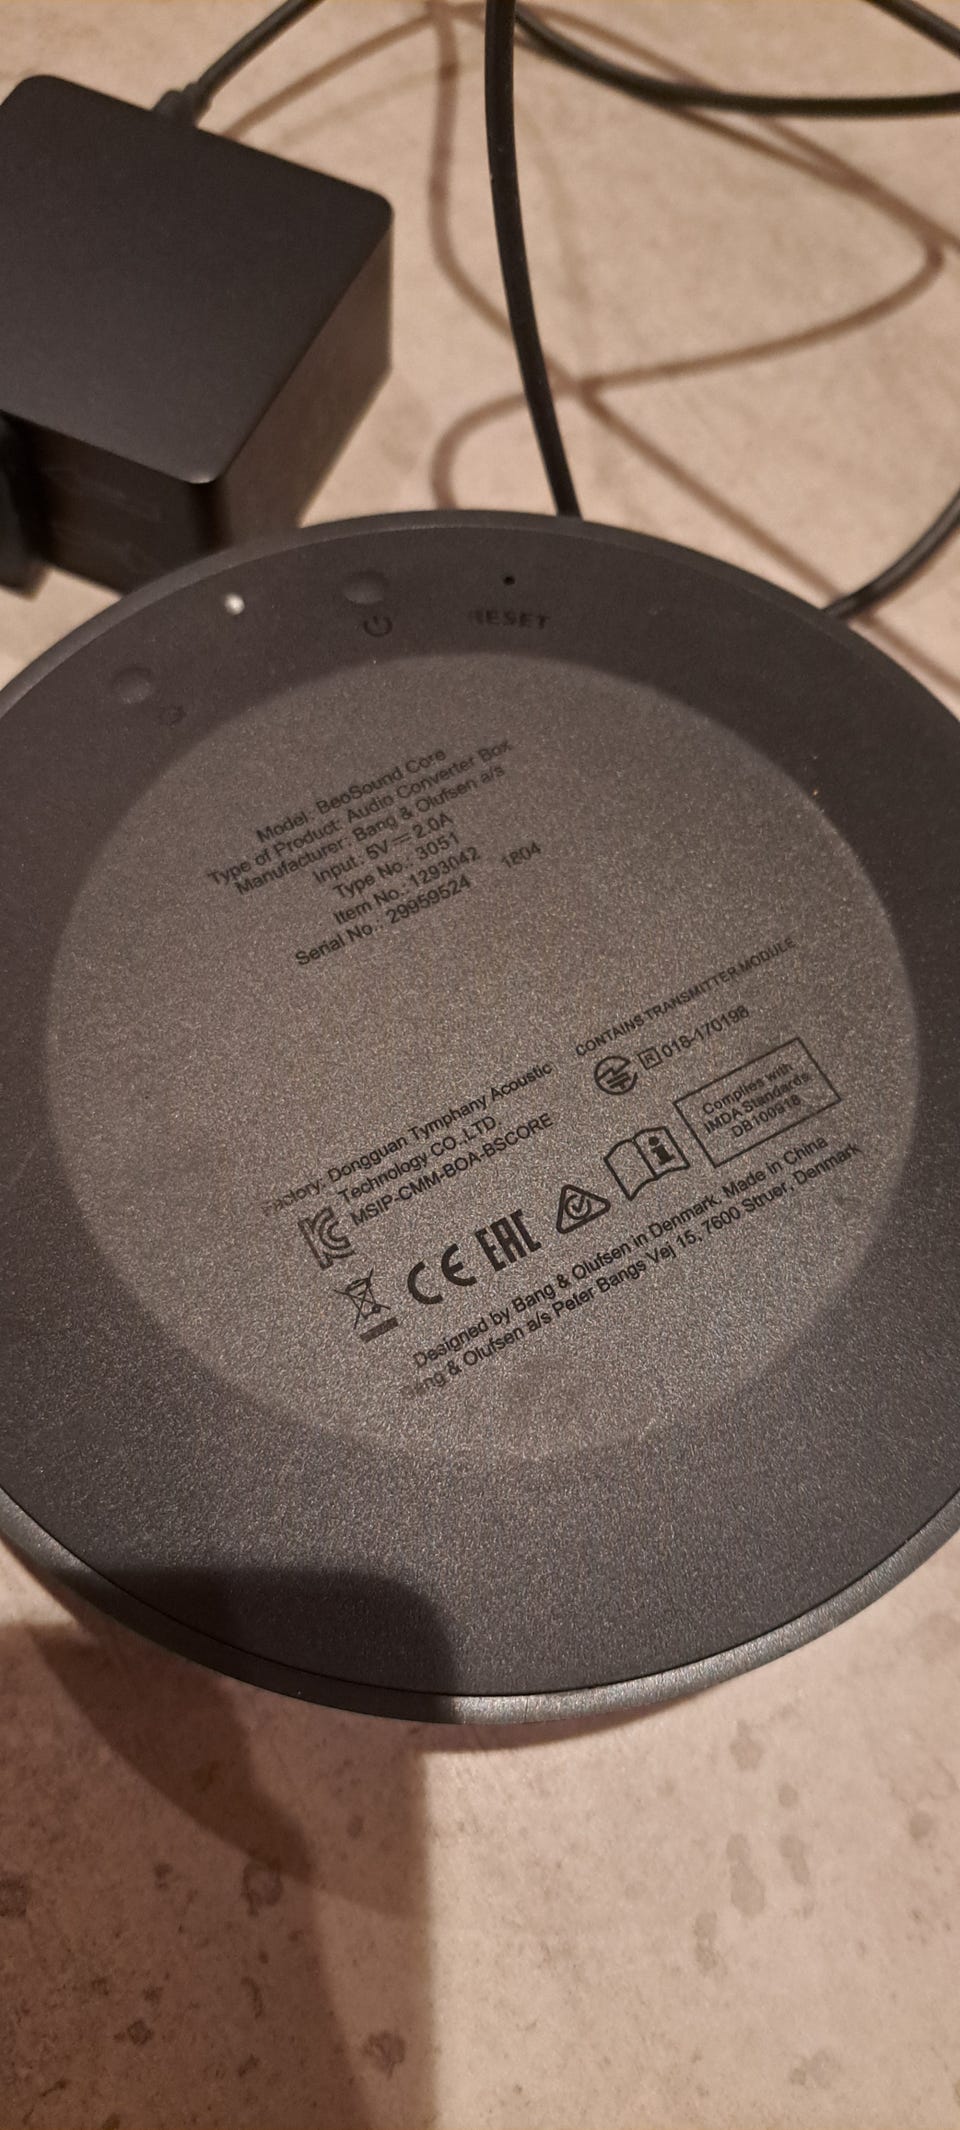 RESET
Model: BeoSound Core
Type of Product: Audio Converter Box
Manufacturer: Bang & Olufsen a/s
Input: 5V ⎓ 2.0A
Type No.: 3051
Item No.: 1293042
Serial No.: 29959524 1804
CONTAINS TRANSMITTER MODULE
R 018-170198
Factory: Dongguan Tymphany Acoustic
Technology CO.,LTD.
MSIP-CMM-BOA-BSCORE
Complies with
IMDA Standards
DB100918
CE EAC
Designed by Bang & Olufsen in Denmark. Made in China
Bang & Olufsen a/s Peter Bangs Vej 15, 7600 Struer, Denmark